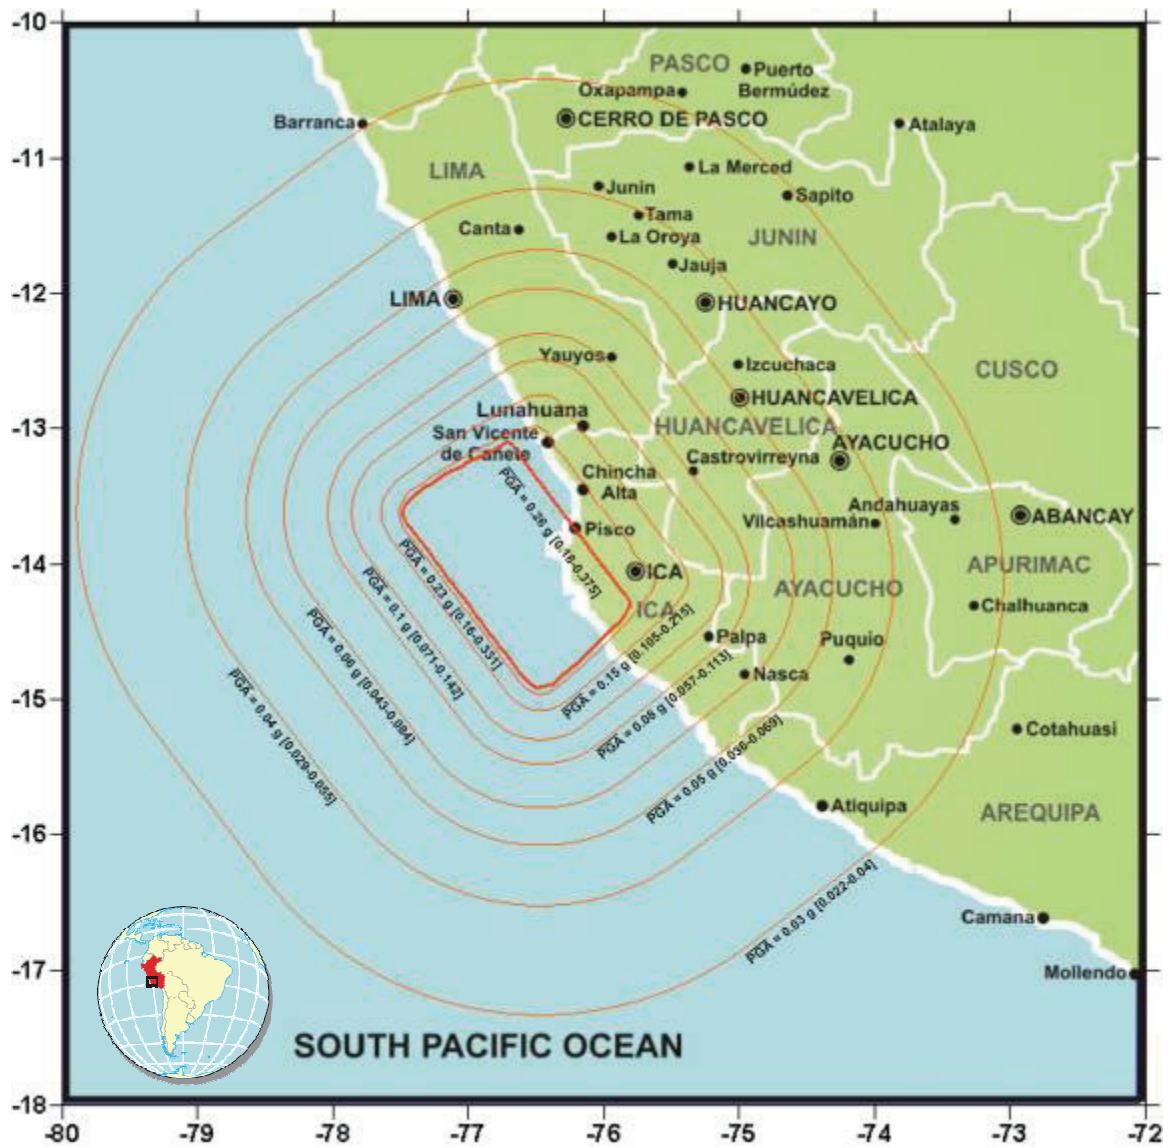 -10
-11
-12
-13
-14
-15
-16
-17
-18
-80
-79
-78
-77
-76
-75
-74
-73
-72
PASCO
Puerto
Bermúdez
Oxapampa
CERRO DE PASCO
Barranca
Atalaya
LIMA
La Merced
Junin
Sapito
Tama
Canta
La Oroya
JUNIN
Jauja
LIMA
HUANCAYO
Yauyos
Izcuchaca
CUSCO
HUANCAVELICA
Lunahuana
HUANCAVELICA
San Vicente
de Canete
AYACUCHO
Castrovirreyna
Chincha
Alta
Andahuayas
Vilcashuamán
ABANCAY
Pisco
ICA
APURIMAC
AYACUCHO
ICA
Chalhuanca
Palpa
Puquio
Nasca
Cotahuasi
Atiquipa
AREQUIPA
Camana
Mollendo
PGA = 0.26 g [0.18-0.375]
PGA = 0.23 g [0.16-0.331]
PGA = 0.1 g [0.071-0.142]
PGA = 0.06 g [0.043-0.084]
PGA = 0.04 g [0.029-0.055]
PGA = 0.15 g [0.105-0.215]
PGA = 0.08 g [0.057-0.113]
PGA = 0.05 g [0.036-0.069]
PGA = 0.03 g [0.022-0.04]
SOUTH PACIFIC OCEAN